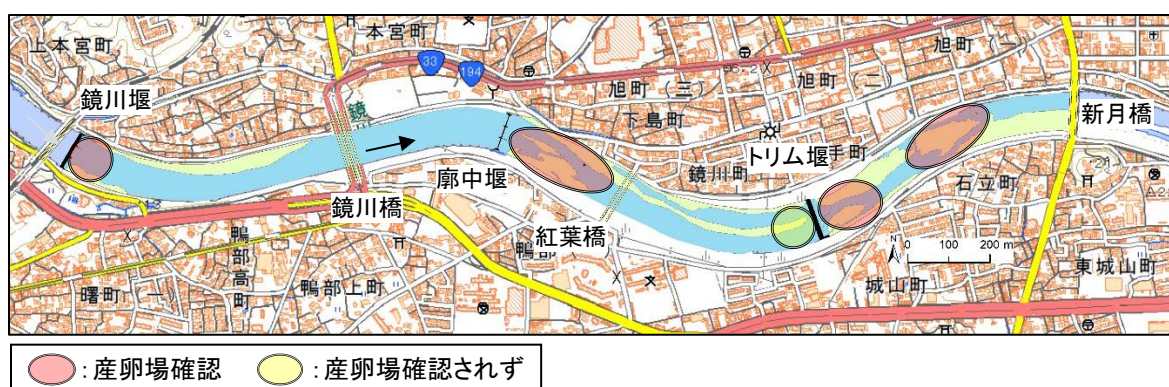 上本宮町
本宮町
33
194
旭町(一)
旭町(二)
旭町(三)
鏡川堰
下島町
新月橋
トリム堰
手町
廓中堰
鏡川町
石立町
鏡川橋
紅葉橋
N
0 100 200 m
鴨部
鴨部高町
鴨部上町
曙町
城山町
東城山町
:産卵場確認
:産卵場確認されず